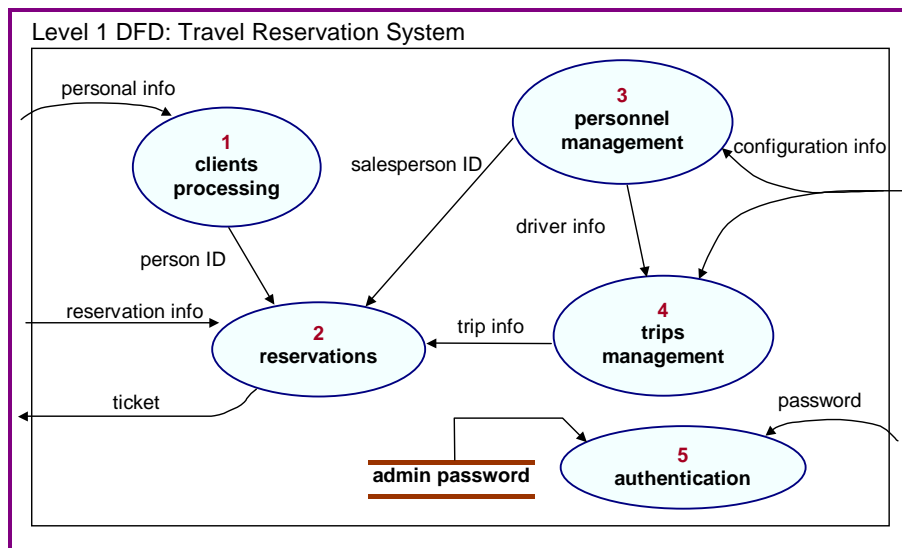 Level 1 DFD: Travel Reservation System
personal info
1
clients
processing
salesperson ID
3
personnel
management
configuration info
person ID
driver info
reservation info
2
reservations
trip info
4
trips
management
ticket
password
admin password
5
authentication